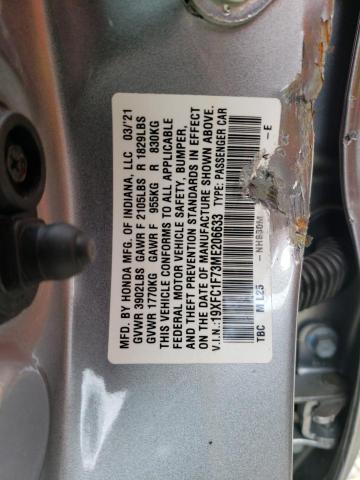 MFD. BY HONDA MFG. OF INDIANA, LLC 03/'21
GVWR 3902LBS GAWR F 2105LBS R 1829LBS
GVWR 1770KG GAWR F 955KG R 830KG
THIS VEHICLE CONFORMS TO ALL APPLICABLE
FEDERAL MOTOR VEHICLE SAFETY, BUMPER,
AND THEFT PREVENTION STANDARDS IN EFFECT
ON THE DATE OF MANUFACTURE SHOWN ABOVE.
V.I.N.: 19XFC1F73ME206633 TYPE: PASSENGER CAR
TBC M L25 NH830M E